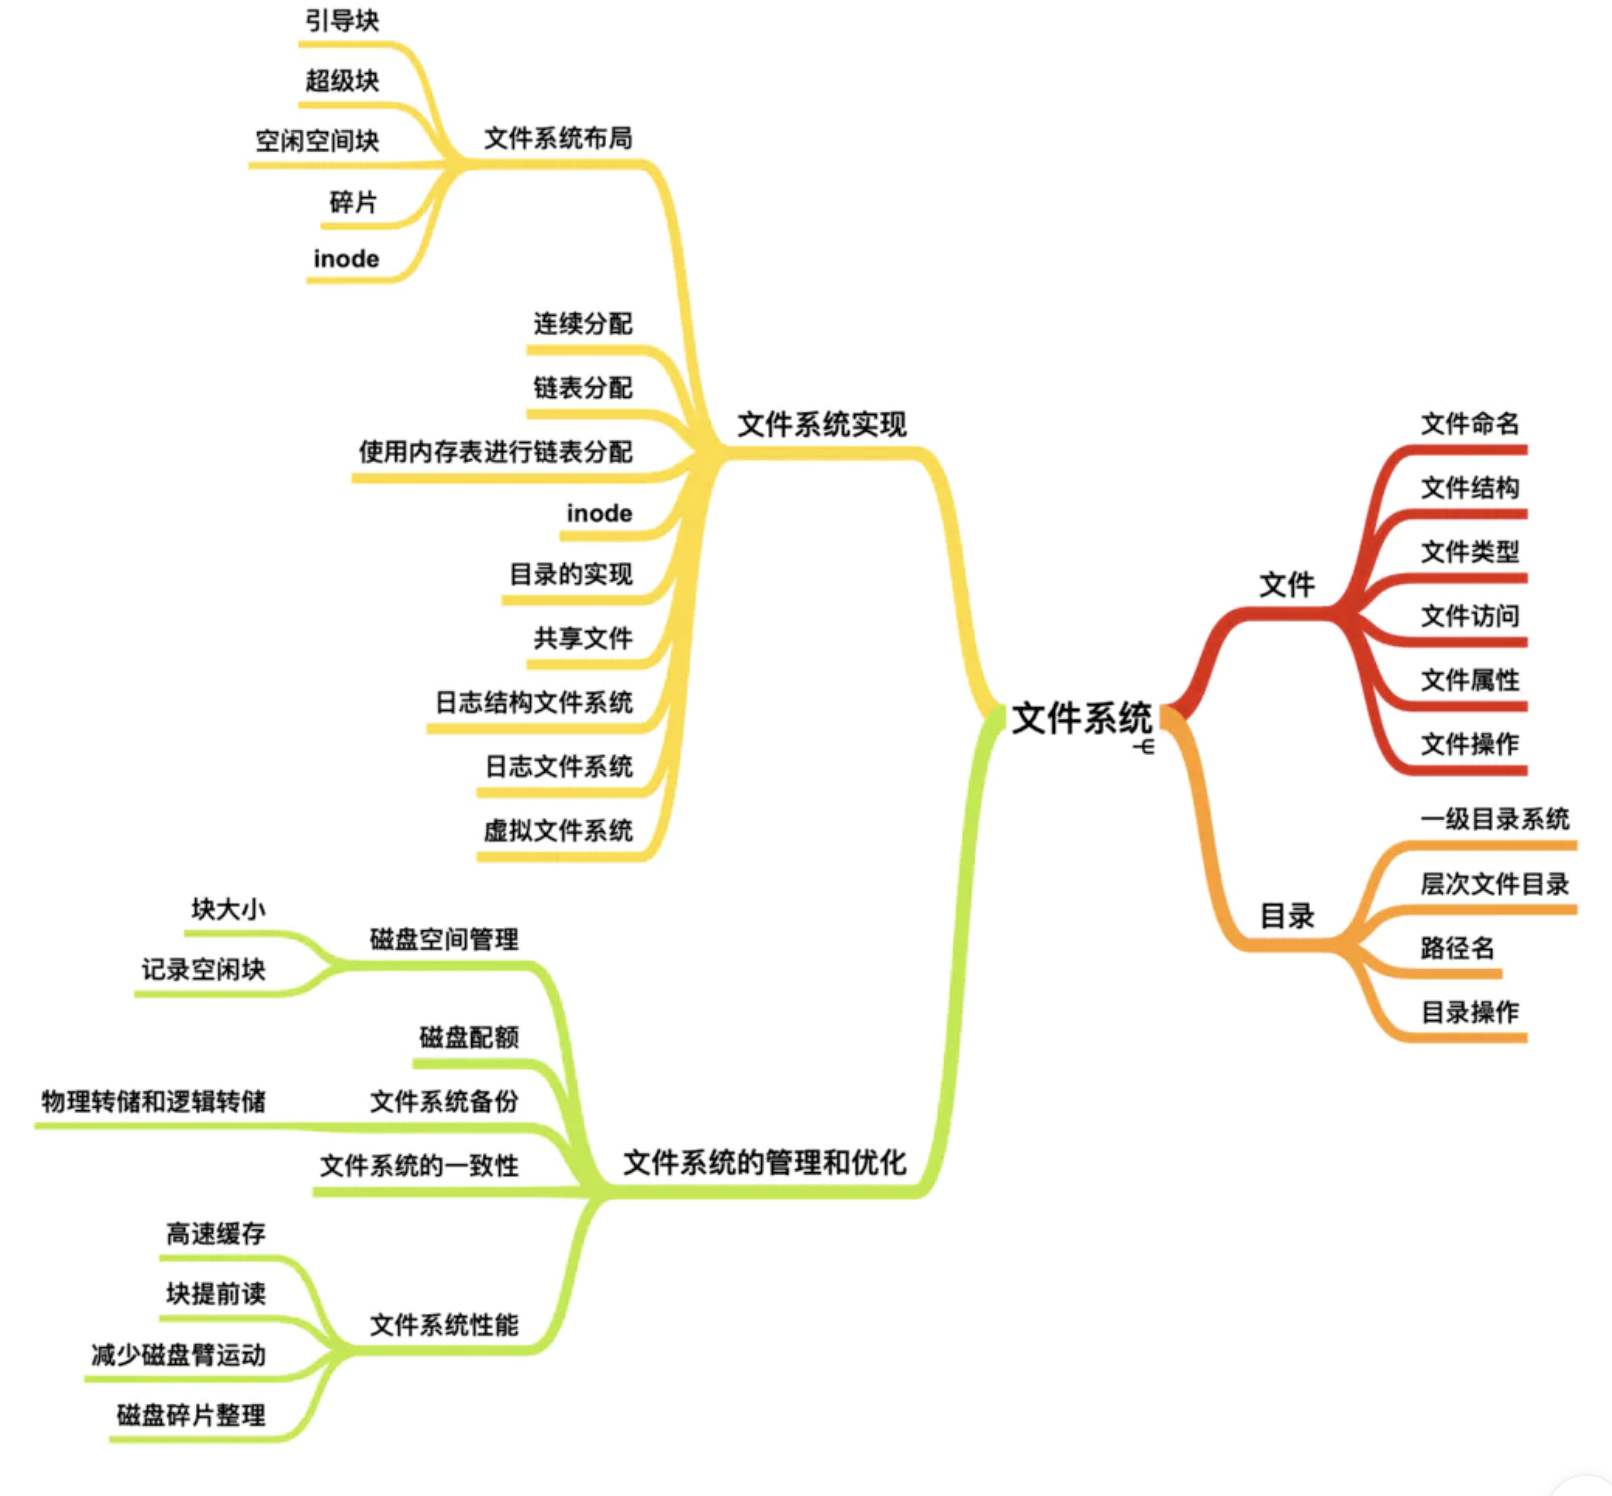 文件系统
文件
文件命名
文件结构
文件类型
文件访问
文件属性
文件操作
目录
一级目录系统
层次文件目录
路径名
目录操作
文件系统实现
文件系统布局
引导块
超级块
空闲空间块
碎片
inode
连续分配
链表分配
使用内存表进行链表分配
inode
目录的实现
共享文件
日志结构文件系统
日志文件系统
虚拟文件系统
文件系统的管理和优化
磁盘空间管理
块大小
记录空闲块
磁盘配额
文件系统备份
物理转储和逻辑转储
文件系统的一致性
文件系统性能
高速缓存
块提前读
减少磁盘臂运动
磁盘碎片整理